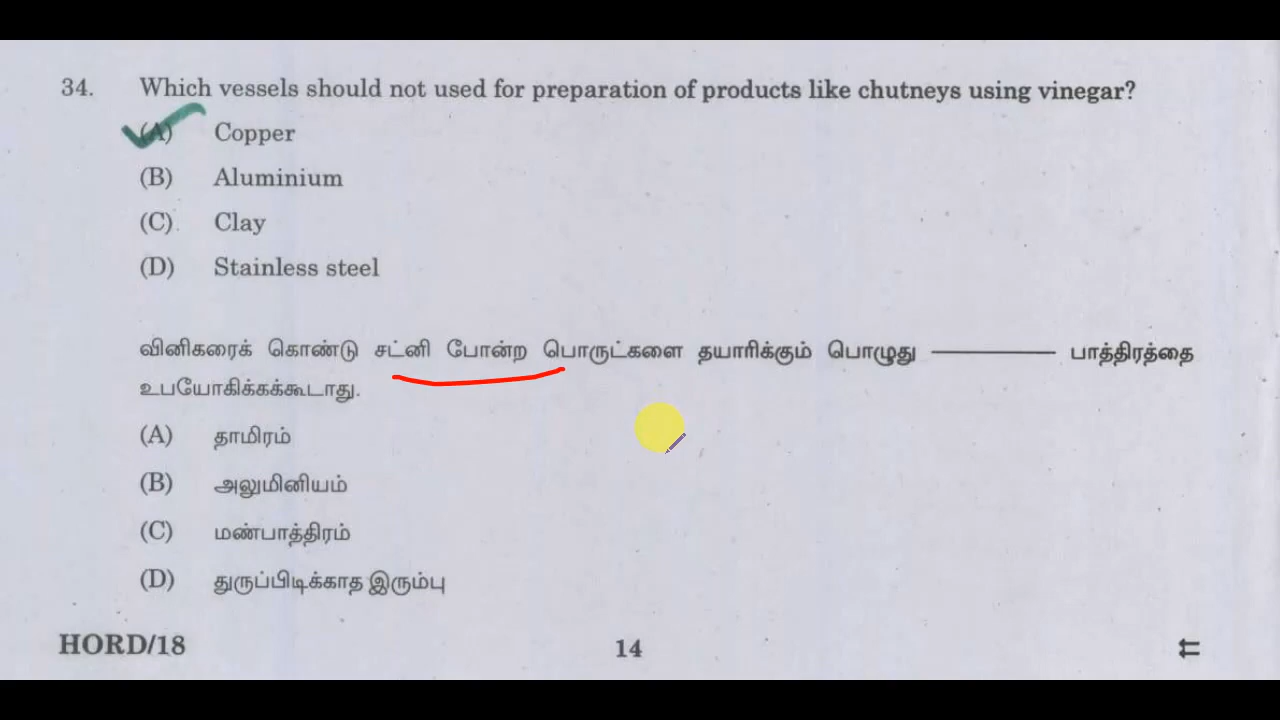 34. Which vessels should not used for preparation of products like chutneys using vinegar?
(A) Copper
(B) Aluminium
(C) Clay
(D) Stainless steel
வினிகரைக் கொண்டு சட்னி போன்ற பொருட்களை தயாரிக்கும் பொழுது ———— பாத்திரத்தை
உபயோகிக்கக்கூடாது.
(A) தாமிரம்
(B) அலுமினியம்
(C) மண்பாத்திரம்
(D) துருப்பிடிக்காத இரும்பு
HORD/18 14